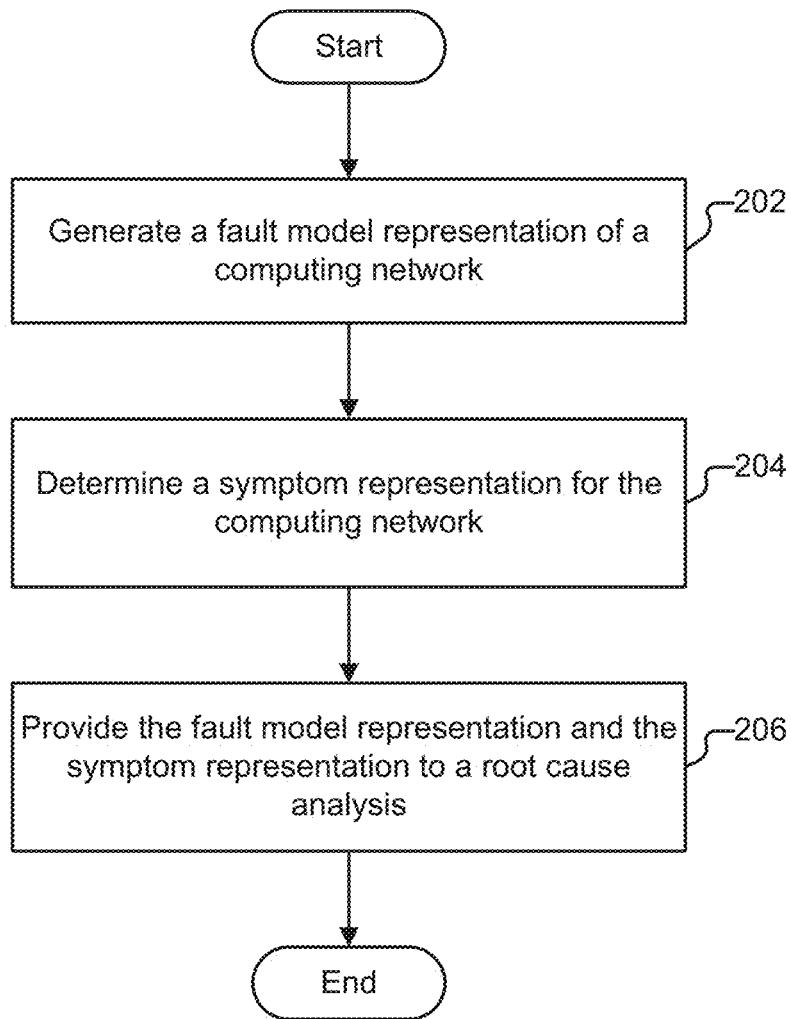 Start
Generate a fault model representation of a
computing network
202
Determine a symptom representation for the
computing network
204
Provide the fault model representation and the
symptom representation to a root cause
analysis
206
End